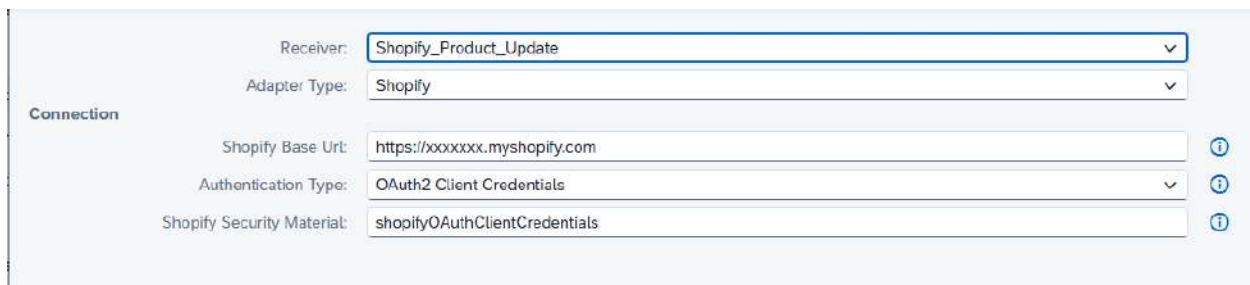 Receiver: Shopify_Product_Update
Adapter Type: Shopify
Connection
Shopify Base Url: https://xxxxxxx.myshopify.com
Authentication Type: OAuth2 Client Credentials
Shopify Security Material: shopifyOAuthClientCredentials